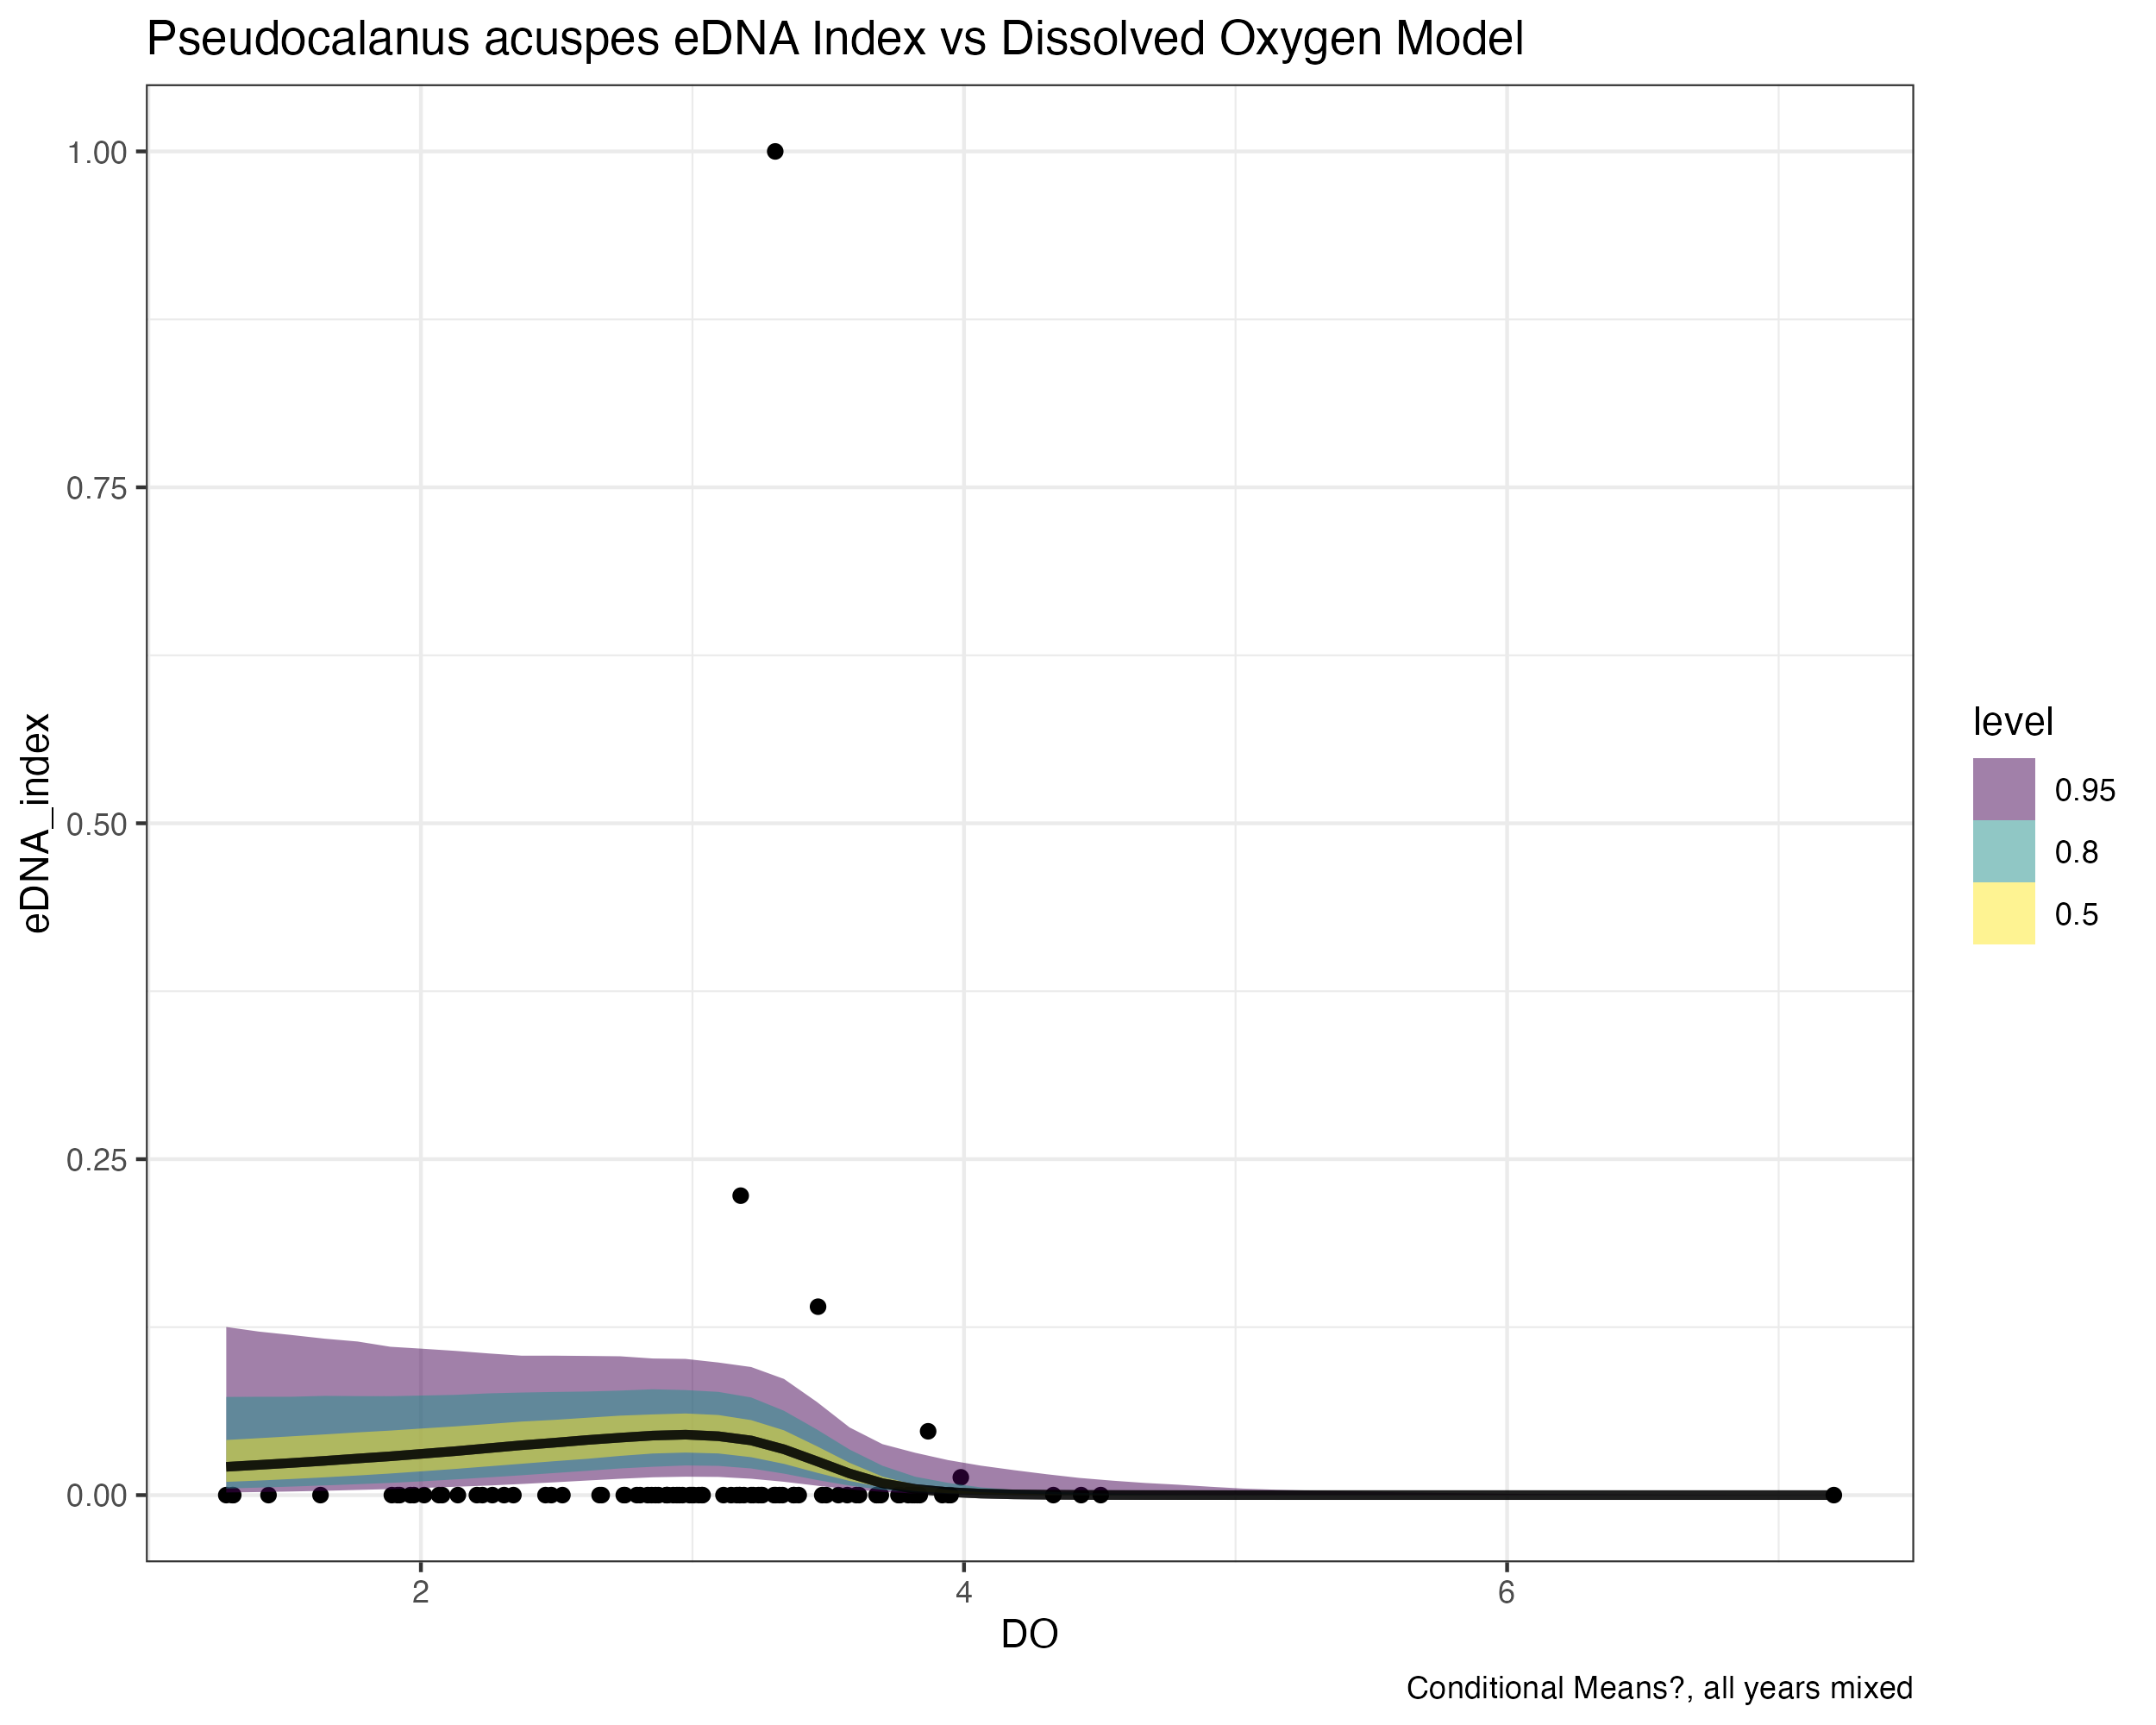 Pseudocalanus acuspes eDNA Index vs Dissolved Oxygen Model
1.00
0.75
0.50
0.25
0.00
eDNA_index
2
4
6
DO
level
0.95
0.8
0.5
Conditional Means?, all years mixed